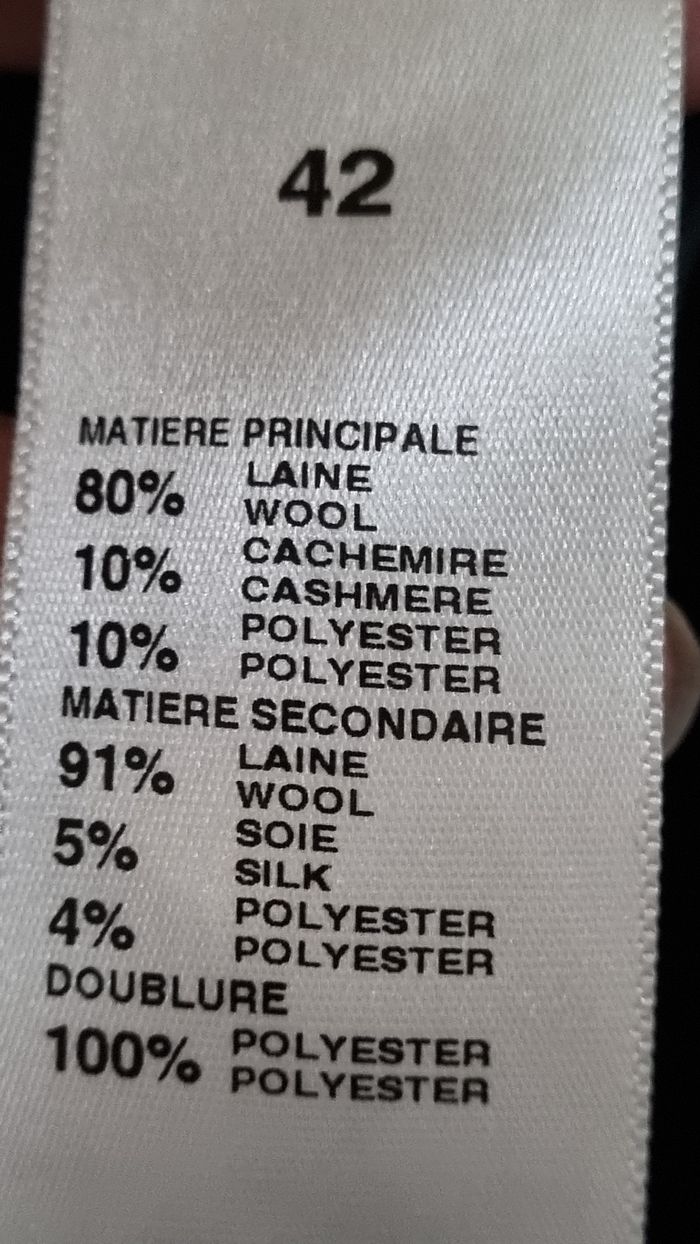 42
MATIERE PRINCIPALE
80% LAINE
WOOL
10% CACHEMIRE
CASHMERE
10% POLYESTER
POLYESTER
MATIERE SECONDAIRE
91% LAINE
WOOL
5% SOIE
SILK
4% POLYESTER
POLYESTER
DOUBLURE
100% POLYESTER
POLYESTER